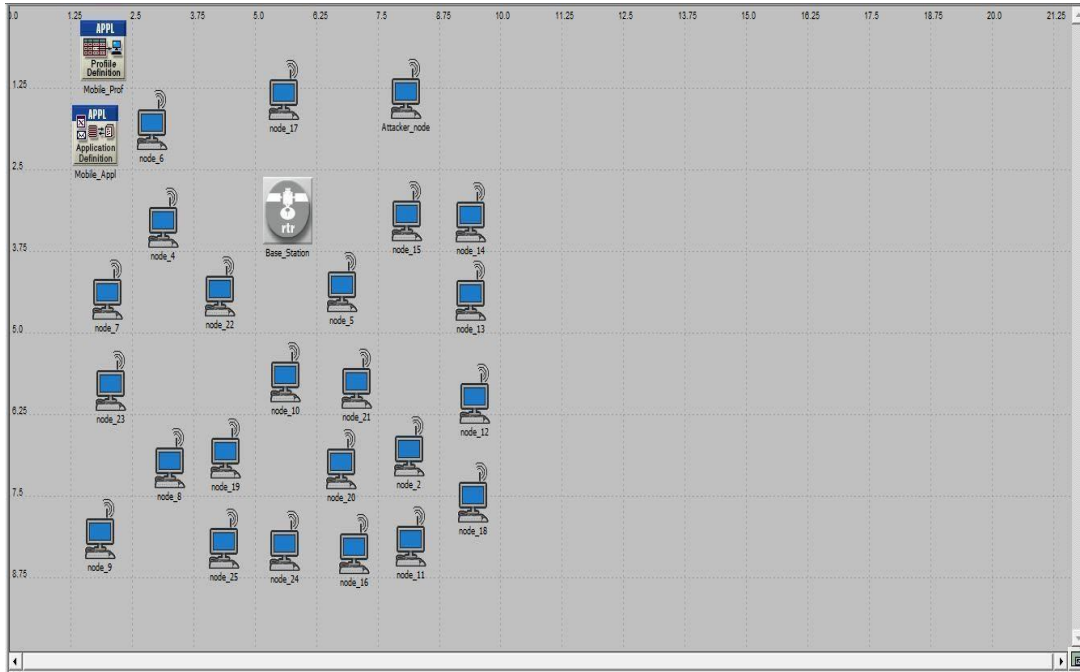 0.0 1.25 2.5 3.75 5.0 6.25 7.5 8.75 10.0 11.25 12.5 13.75 15.0 16.25 17.5 18.75 20.0 21.25
APPL
Profile
Definition
Mobile_Prof
1.25
node_17
Attacker_node
APPL
Application
Definition
Mobile_Appl
node_6
2.5
rtr
Base_Station
node_15
node_14
node_4
3.75
node_7
node_22
node_5
node_13
5.0
node_23
node_10
node_21
node_12
6.25
node_8
node_19
node_20
node_2
7.5
node_18
node_9
node_25
node_24
node_16
node_11
8.75